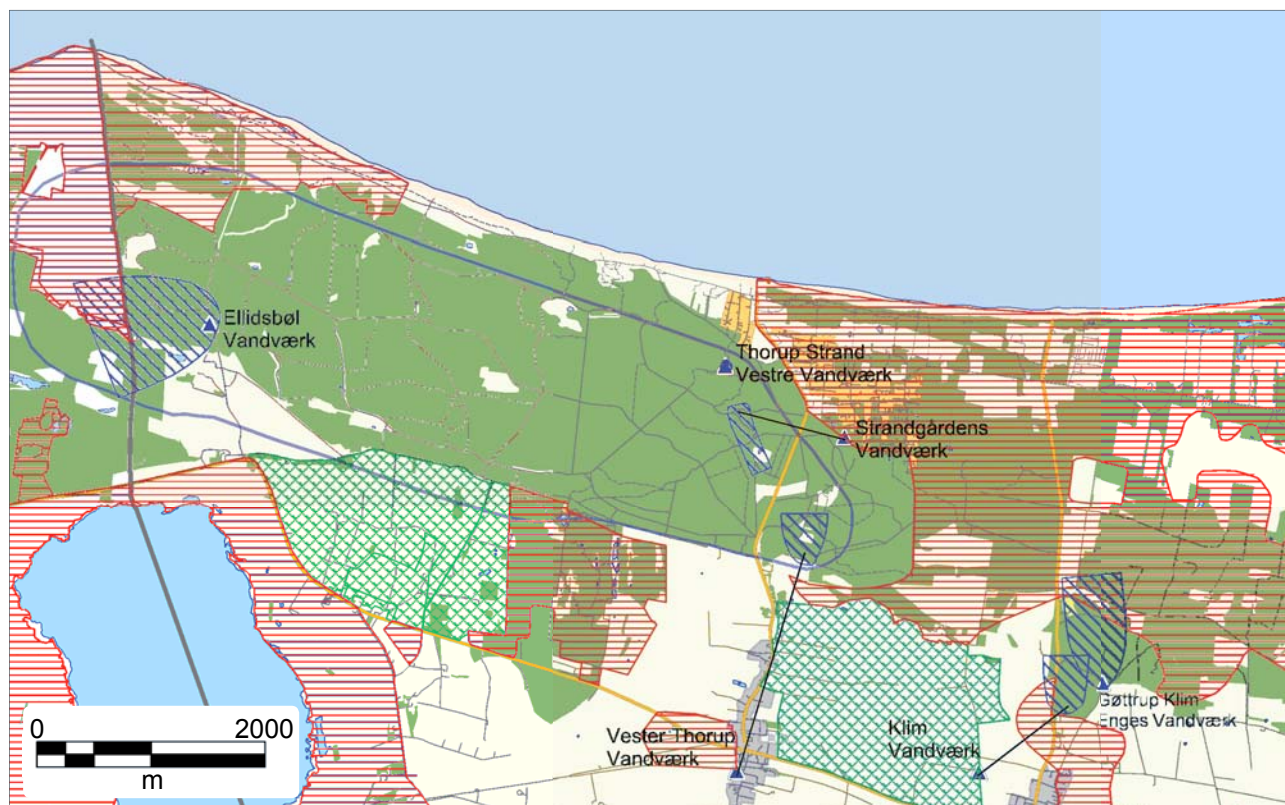 Ellidsbøl
Vandværk
Thorup Strand
Vestre Vandværk
Strandgårdens
Vandværk
Gøttrup Klim
Enges Vandværk
Klim
Vandværk
Vester Thorup
Vandværk
0 2000
m